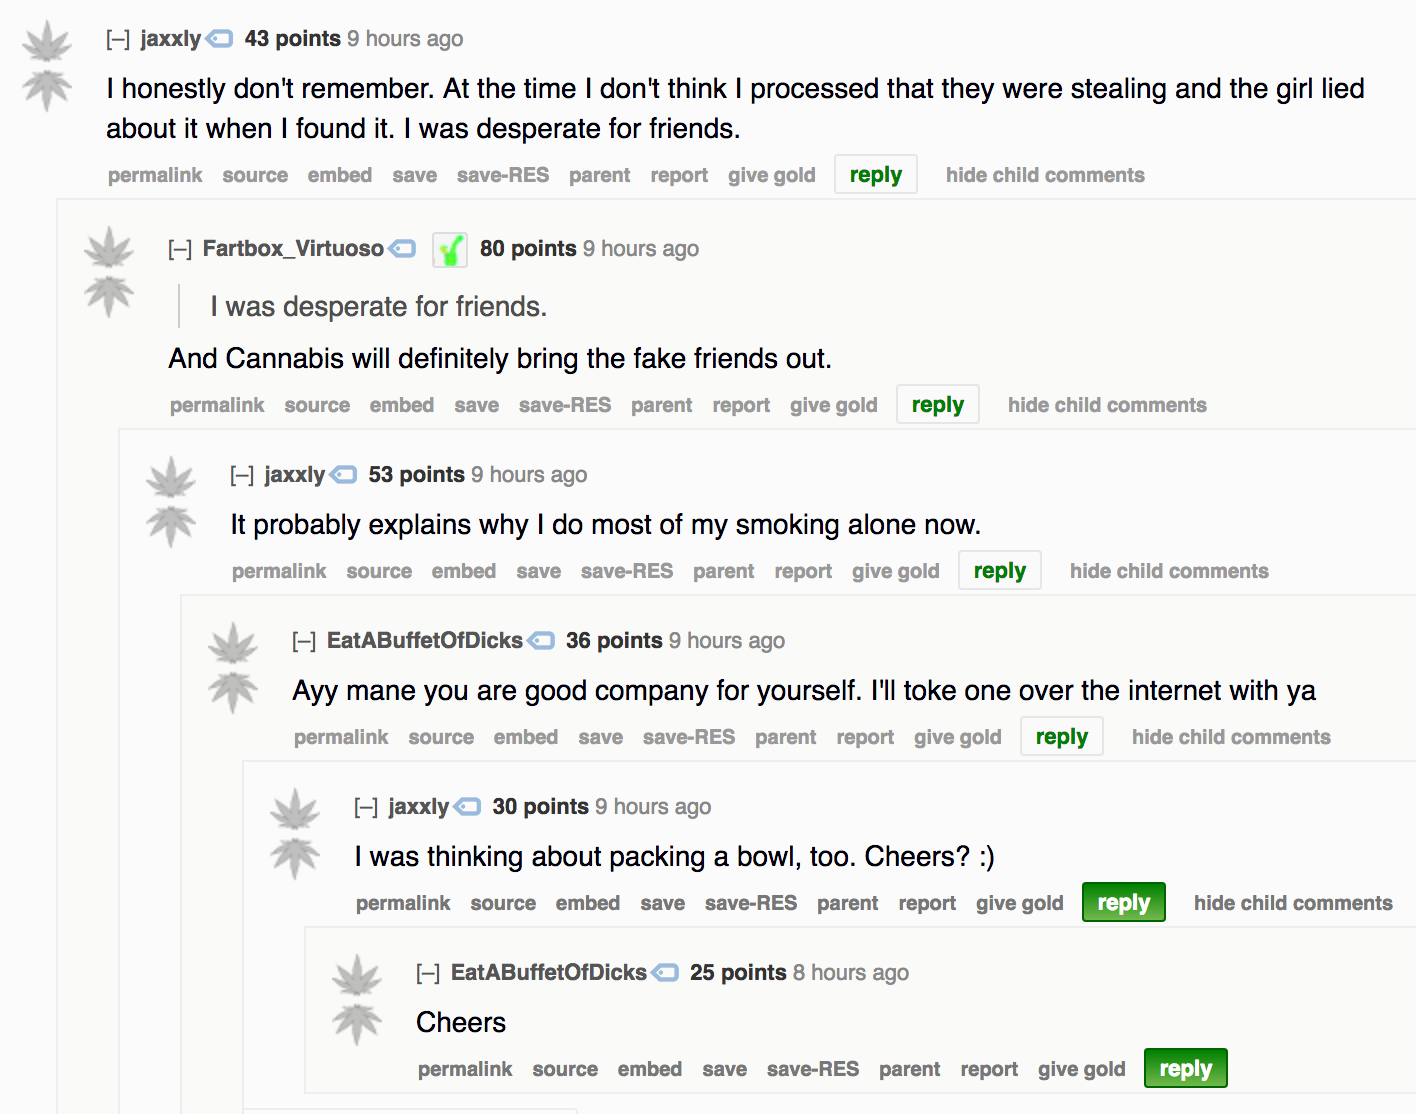 [–] jaxxly 43 points 9 hours ago
I honestly don't remember. At the time I don't think I processed that they were stealing and the girl lied
about it when I found it. I was desperate for friends.
permalink source embed save save-RES parent report give gold reply hide child comments
[–] Fartbox_Virtuoso 80 points 9 hours ago
I was desperate for friends.
And Cannabis will definitely bring the fake friends out.
permalink source embed save save-RES parent report give gold reply hide child comments
[–] jaxxly 53 points 9 hours ago
It probably explains why I do most of my smoking alone now.
permalink source embed save save-RES parent report give gold reply hide child comments
[–] EatABuffetOfDicks 36 points 9 hours ago
Ayy mane you are good company for yourself. I'll toke one over the internet with ya
permalink source embed save save-RES parent report give gold reply hide child comments
[–] jaxxly 30 points 9 hours ago
I was thinking about packing a bowl, too. Cheers? :)
permalink source embed save save-RES parent report give gold reply hide child comments
[–] EatABuffetOfDicks 25 points 8 hours ago
Cheers
permalink source embed save save-RES parent report give gold reply